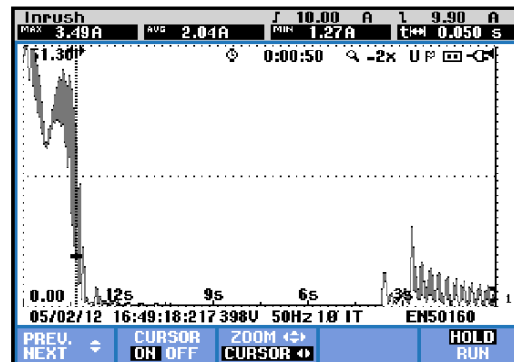 Inrush ʃ 10.00 A ʅ 9.90 A
MAX 3.49A AVG 2.04A MIN 1.27A t↔ 0.050 s
1.30 0:00:50 -2x U
0.00 12s 9s 6s 3s 1
05/02/12 16:49:18:217 398V 50Hz 1Ø IT EN50160
PREV. CURSOR ZOOM HOLD
NEXT ON OFF CURSOR RUN